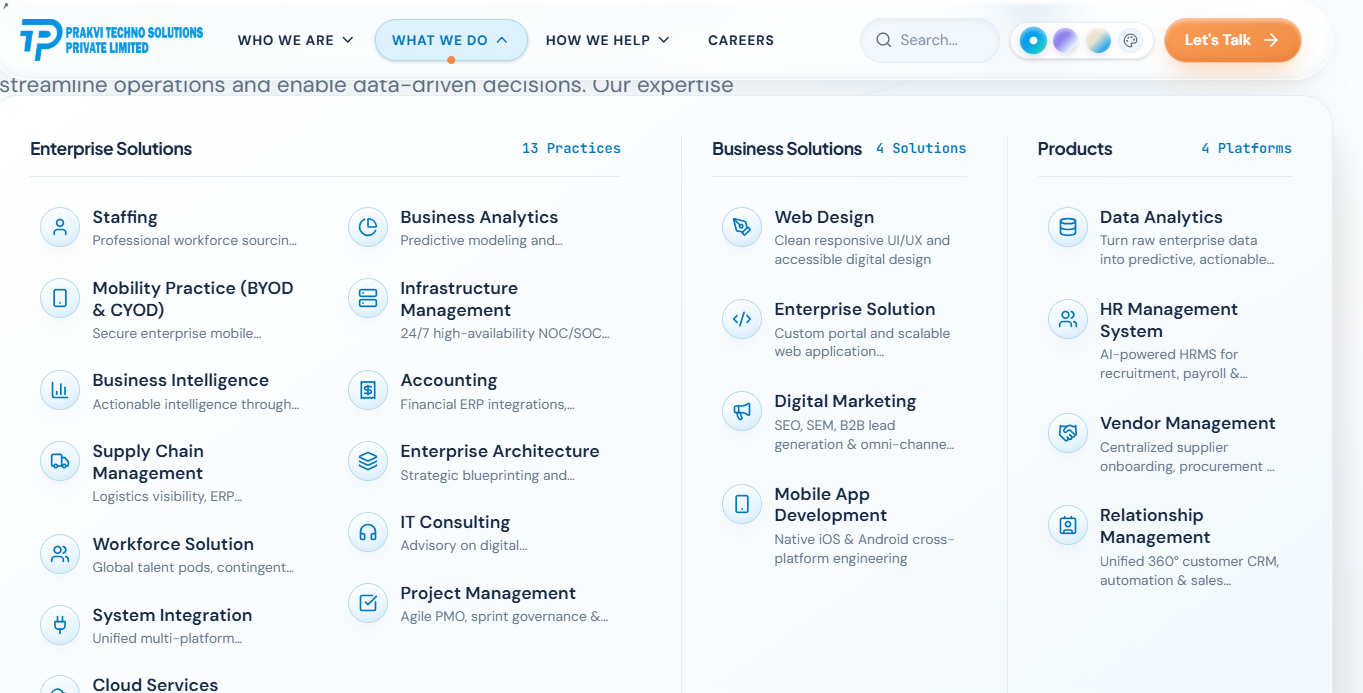 PRAKVI TECHNO SOLUTIONS
PRIVATE LIMITED
WHO WE ARE
WHAT WE DO
HOW WE HELP
CAREERS
Search...
Let's Talk
streamline operations and enable data-driven decisions. Our expertise
Enterprise Solutions
13 Practices
Staffing
Professional workforce sourcin...
Mobility Practice (BYOD
& CYOD)
Secure enterprise mobile...
Business Intelligence
Actionable intelligence through...
Supply Chain
Management
Logistics visibility, ERP...
Workforce Solution
Global talent pods, contingent...
System Integration
Unified multi-platform...
Cloud Services
Business Analytics
Predictive modeling and...
Infrastructure
Management
24/7 high-availability NOC/SOC...
Accounting
Financial ERP integrations,...
Enterprise Architecture
Strategic blueprinting and...
IT Consulting
Advisory on digital...
Project Management
Agile PMO, sprint governance &...
Business Solutions
4 Solutions
Web Design
Clean responsive UI/UX and
accessible digital design
Enterprise Solution
Custom portal and scalable
web application...
Digital Marketing
SEO, SEM, B2B lead
generation & omni-channe...
Mobile App
Development
Native iOS & Android cross-
platform engineering
Products
4 Platforms
Data Analytics
Turn raw enterprise data
into predictive, actionable...
HR Management
System
AI-powered HRMS for
recruitment, payroll &...
Vendor Management
Centralized supplier
onboarding, procurement ...
Relationship
Management
Unified 360° customer CRM,
automation & sales...